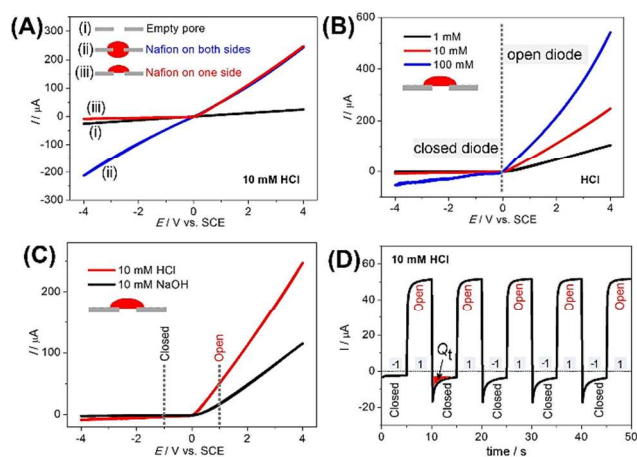 (A)
(i) Empty pore
(ii) Nafion on both sides
(iii) Nafion on one side
300
200
100
0
-100
-200
-300
I / µA
(iii)
(i)
(ii)
10 mM HCl
-4 -2 0 2 4
E / V vs. SCE
(B)
1 mM
10 mM
100 mM
open diode
closed diode
600
400
200
0
-200
I / µA
HCl
-4 -2 0 2 4
E / V vs. SCE
(C)
10 mM HCl
10 mM NaOH
Closed
Open
250
200
150
100
50
0
I / µA
-4 -2 0 2 4
E / V vs. SCE
(D)
10 mM HCl
60
40
20
0
-20
I / µA
Open Open Open Open Open
Qt
-1 1 -1 1 -1 1 -1 1 -1 1
Closed Closed Closed Closed Closed
0 10 20 30 40 50
time / s